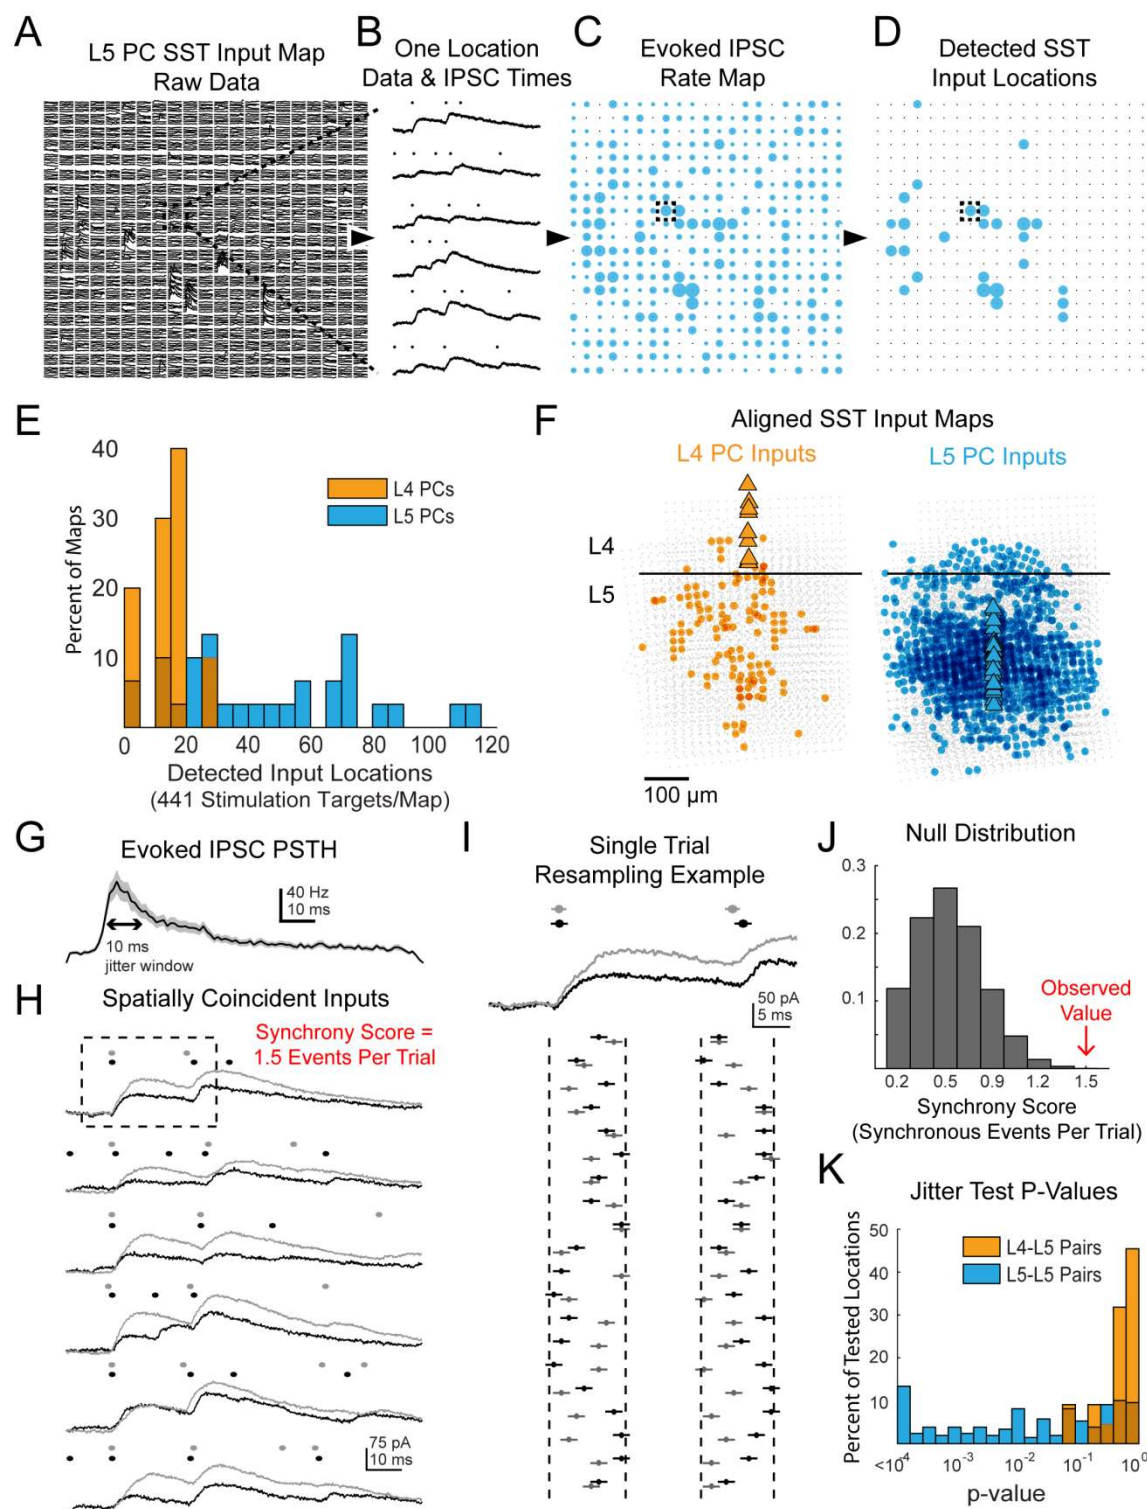 A
L5 PC SST Input Map
Raw Data
B
One Location
Data & IPSC Times
C
Evoked IPSC
Rate Map
D
Detected SST
Input Locations
E
40
30
20
10
Percent of Maps
L4 PCs
L5 PCs
0 20 40 60 80 100 120
Detected Input Locations
(441 Stimulation Targets/Map)
F
Aligned SST Input Maps
L4 PC Inputs
L5 PC Inputs
L4
L5
100 µm
G
Evoked IPSC PSTH
40 Hz
10 ms
10 ms
jitter window
H
Spatially Coincident Inputs
Synchrony Score =
1.5 Events Per Trial
75 pA
10 ms
I
Single Trial
Resampling Example
50 pA
5 ms
J
Null Distribution
0.3
0.2
0.1
Observed
Value
0.2 0.5 0.9 1.2 1.5
Synchrony Score
(Synchronous Events Per Trial)
K
Jitter Test P-Values
50
40
30
20
10
Percent of Tested Locations
L4-L5 Pairs
L5-L5 Pairs
<10⁻⁴ 10⁻³ 10⁻² 10⁻¹ 10⁰
p-value